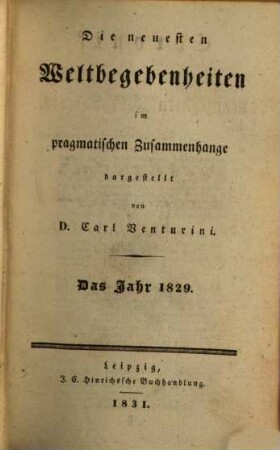 Die neuesten
Weltbegebenheiten
im
pragmatischen Zusammenhange
dargestellt
von
D. Carl Venturini.
Das Jahr 1829.
Leipzig,
J. C. Hinrichssche Buchhandlung.
1831.